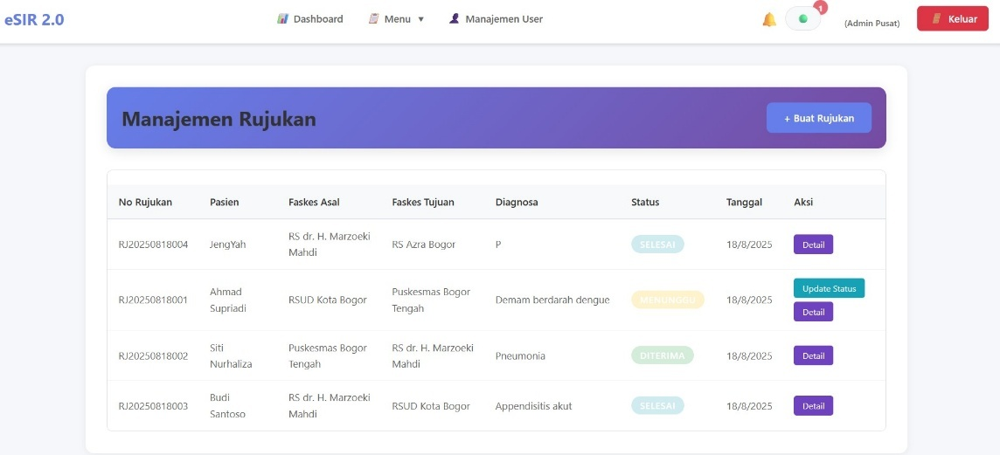 eSIR 2.0
Dashboard
Menu ▼
Manajemen User
1
(Admin Pusat)
Keluar
Manajemen Rujukan
+ Buat Rujukan
No Rujukan Pasien Faskes Asal Faskes Tujuan Diagnosa Status Tanggal Aksi
RJ20250818004 JengYah RS dr. H. Marzoeki Mahdi RS Azra Bogor P SELESAI 18/8/2025 Detail
RJ20250818001 Ahmad Supriadi RSUD Kota Bogor Puskesmas Bogor Tengah Demam berdarah dengue MENUNGGU 18/8/2025 Update Status Detail
RJ20250818002 Siti Nurhaliza Puskesmas Bogor Tengah RS dr. H. Marzoeki Mahdi Pneumonia DITERIMA 18/8/2025 Detail
RJ20250818003 Budi Santoso RS dr. H. Marzoeki Mahdi RSUD Kota Bogor Appendisitis akut SELESAI 18/8/2025 Detail